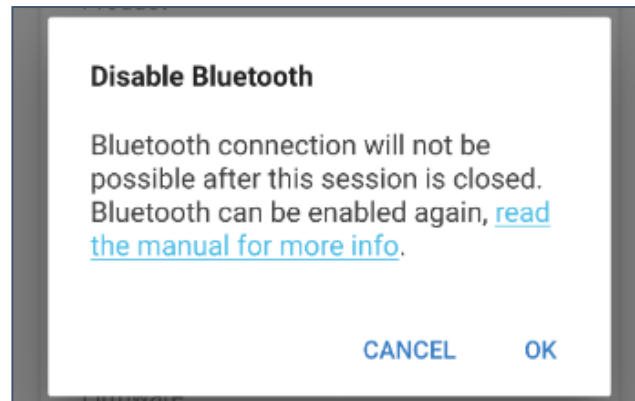 Disable Bluetooth
Bluetooth connection will not be
possible after this session is closed.
Bluetooth can be enabled again, read
the manual for more info.
CANCEL OK